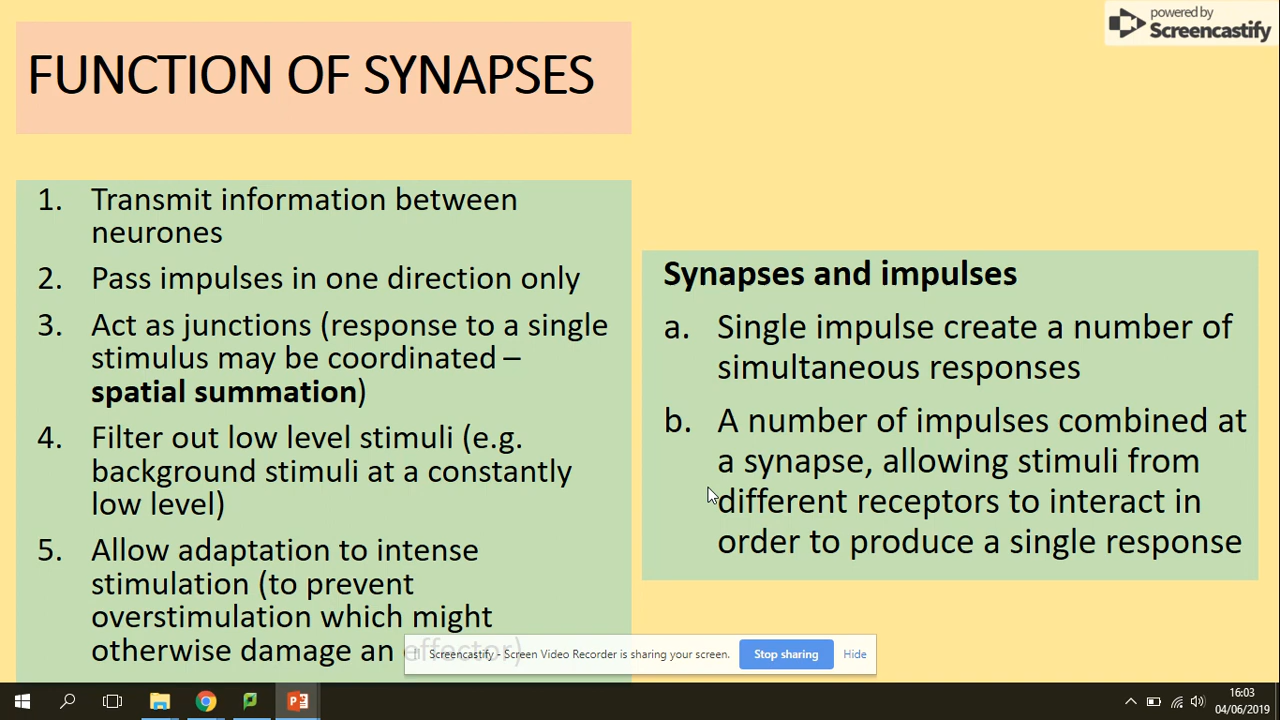 powered by
Screencastify
FUNCTION OF SYNAPSES
1. Transmit information between
neurones
2. Pass impulses in one direction only
3. Act as junctions (response to a single
stimulus may be coordinated –
spatial summation)
4. Filter out low level stimuli (e.g.
background stimuli at a constantly
low level)
5. Allow adaptation to intense
stimulation (to prevent
overstimulation which might
otherwise damage an effector)
Synapses and impulses
a. Single impulse create a number of
simultaneous responses
b. A number of impulses combined at
a synapse, allowing stimuli from
different receptors to interact in
order to produce a single response
Screencastify - Screen Video Recorder is sharing your screen.
Stop sharing
Hide
16:03
04/06/2019